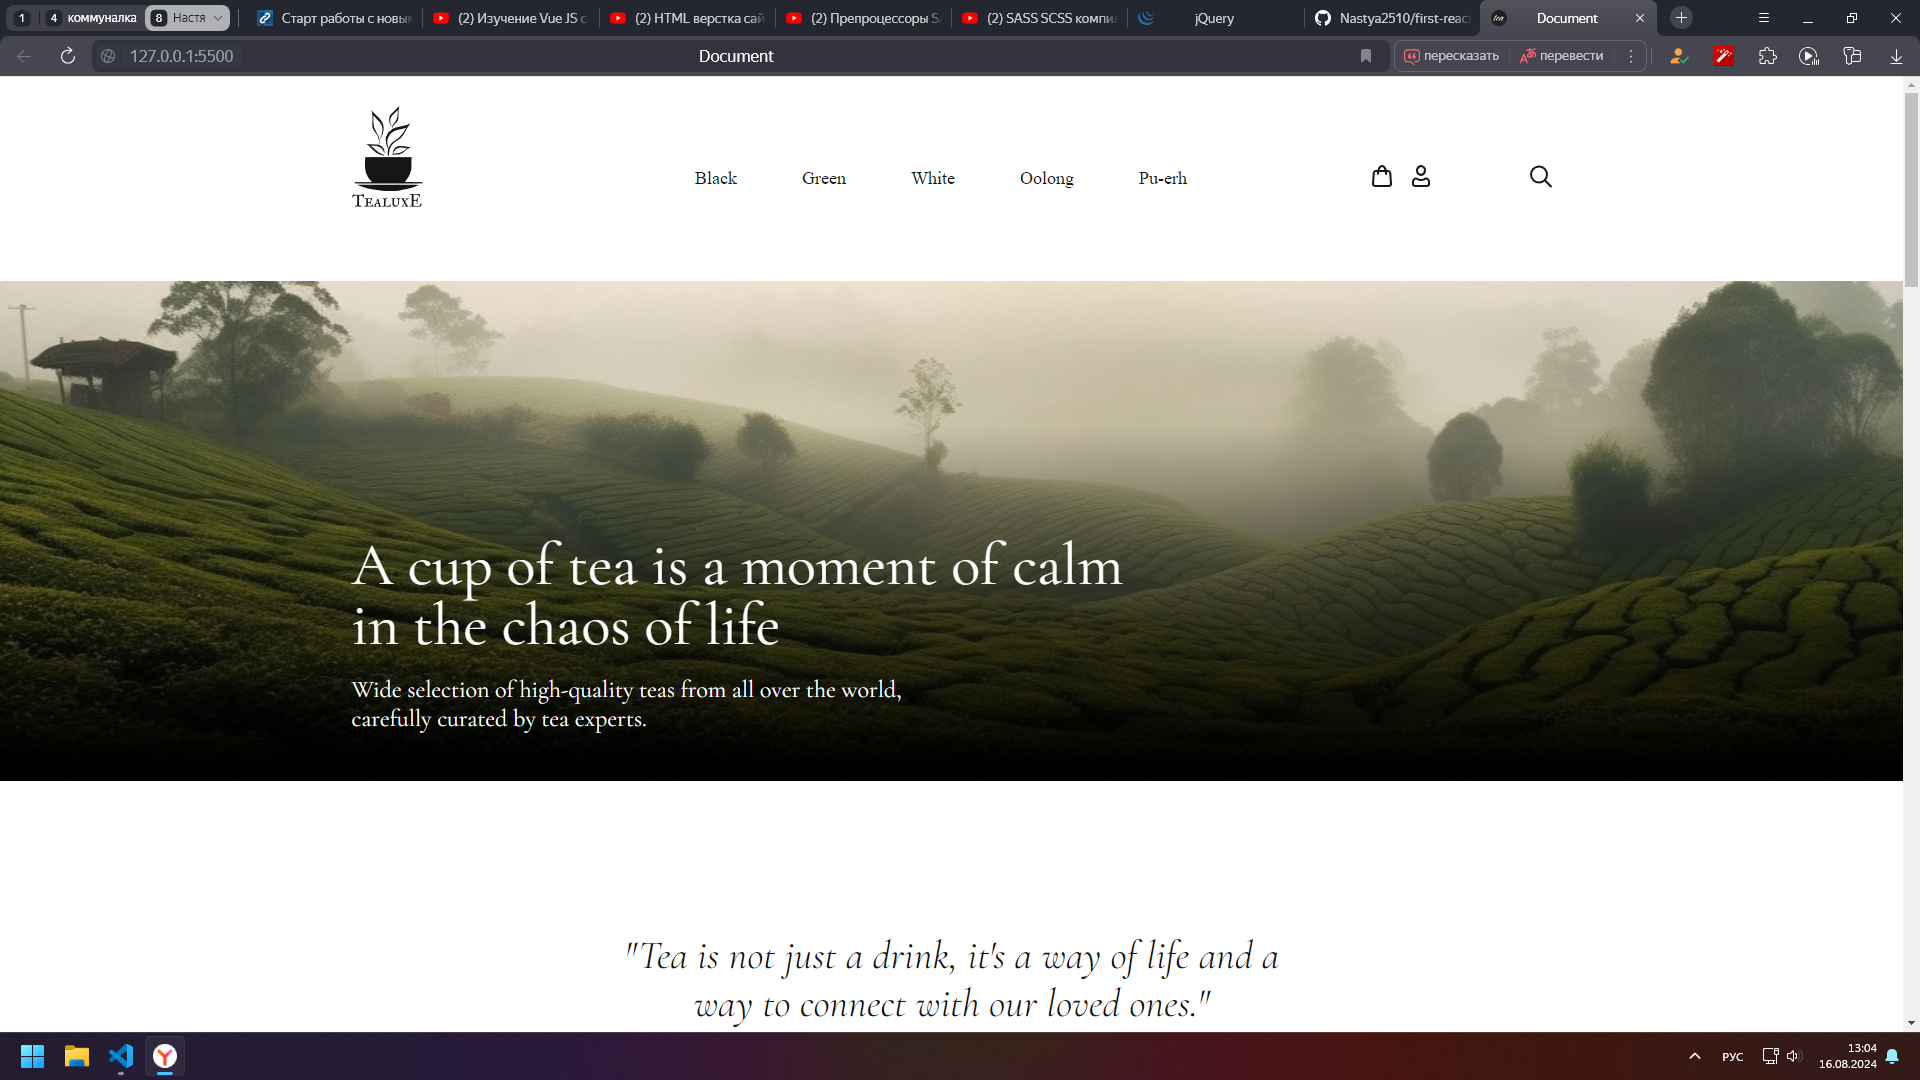 1
4 коммуналка
8 Настя
Старт работы с новым
(2) Изучение Vue JS с
(2) HTML верстка сай
(2) Препроцессоры SA
(2) SASS SCSS компил
jQuery
Nastya2510/first-reac
tea
Document
127.0.0.1:5500
Document
пересказать
перевести
TEALUXE
Black
Green
White
Oolong
Pu-erh
A cup of tea is a moment of calm
in the chaos of life
Wide selection of high-quality teas from all over the world,
carefully curated by tea experts.
"Tea is not just a drink, it's a way of life and a
way to connect with our loved ones."
РУС
13:04
16.08.2024